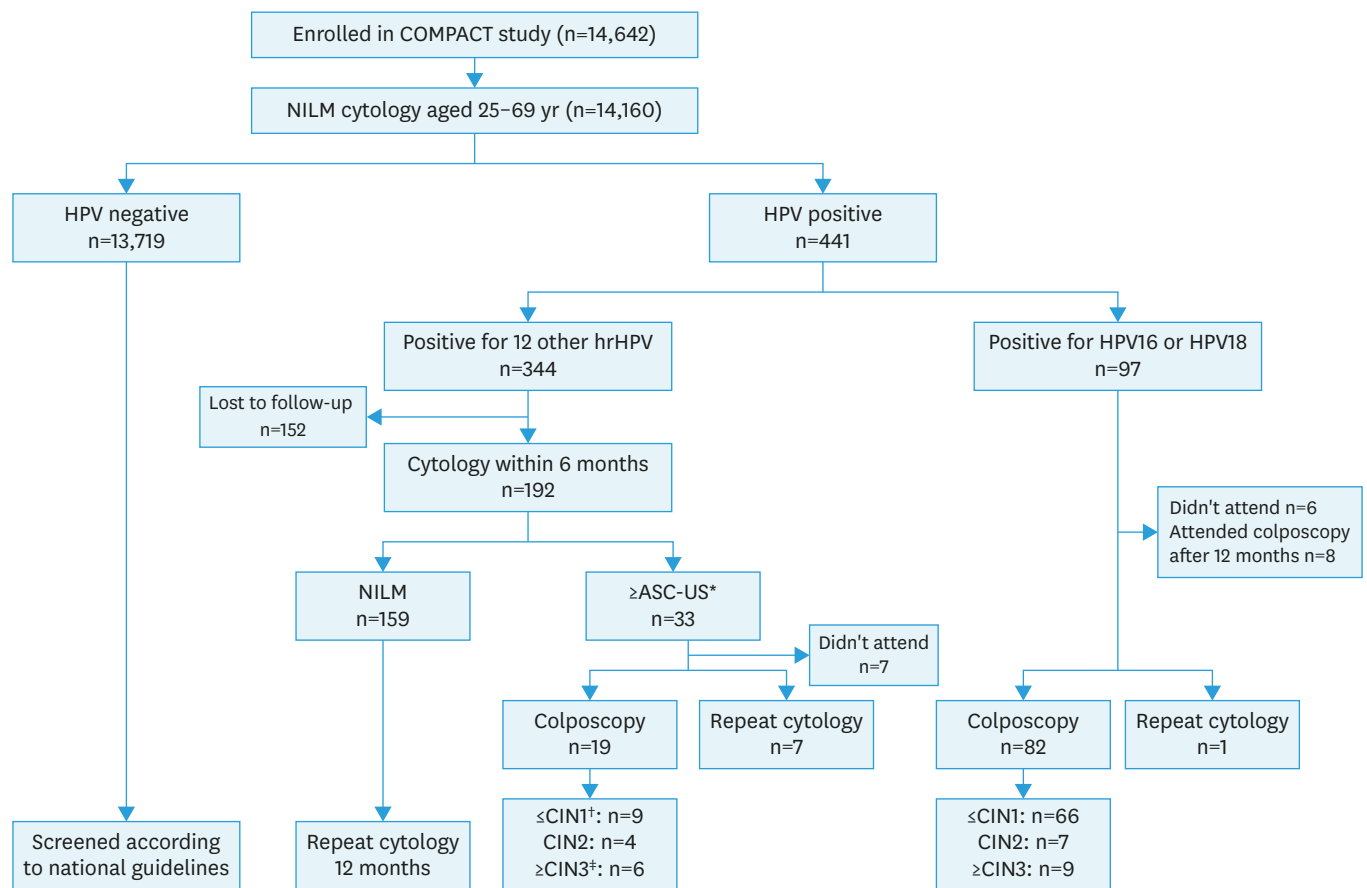 Enrolled in COMPACT study (n=14,642)
NILM cytology aged 25–69 yr (n=14,160)
HPV negative
n=13,719
HPV positive
n=441
Positive for 12 other hrHPV
n=344
Positive for HPV16 or HPV18
n=97
Lost to follow-up
n=152
Cytology within 6 months
n=192
Didn't attend n=6
Attended colposcopy
after 12 months n=8
NILM
n=159
≥ASC-US*
n=33
Didn't attend
n=7
Colposcopy
n=19
Repeat cytology
n=7
Colposcopy
n=82
Repeat cytology
n=1
Screened according
to national guidelines
Repeat cytology
12 months
≤CIN1†: n=9
CIN2: n=4
≥CIN3‡: n=6
≤CIN1: n=66
CIN2: n=7
≥CIN3: n=9